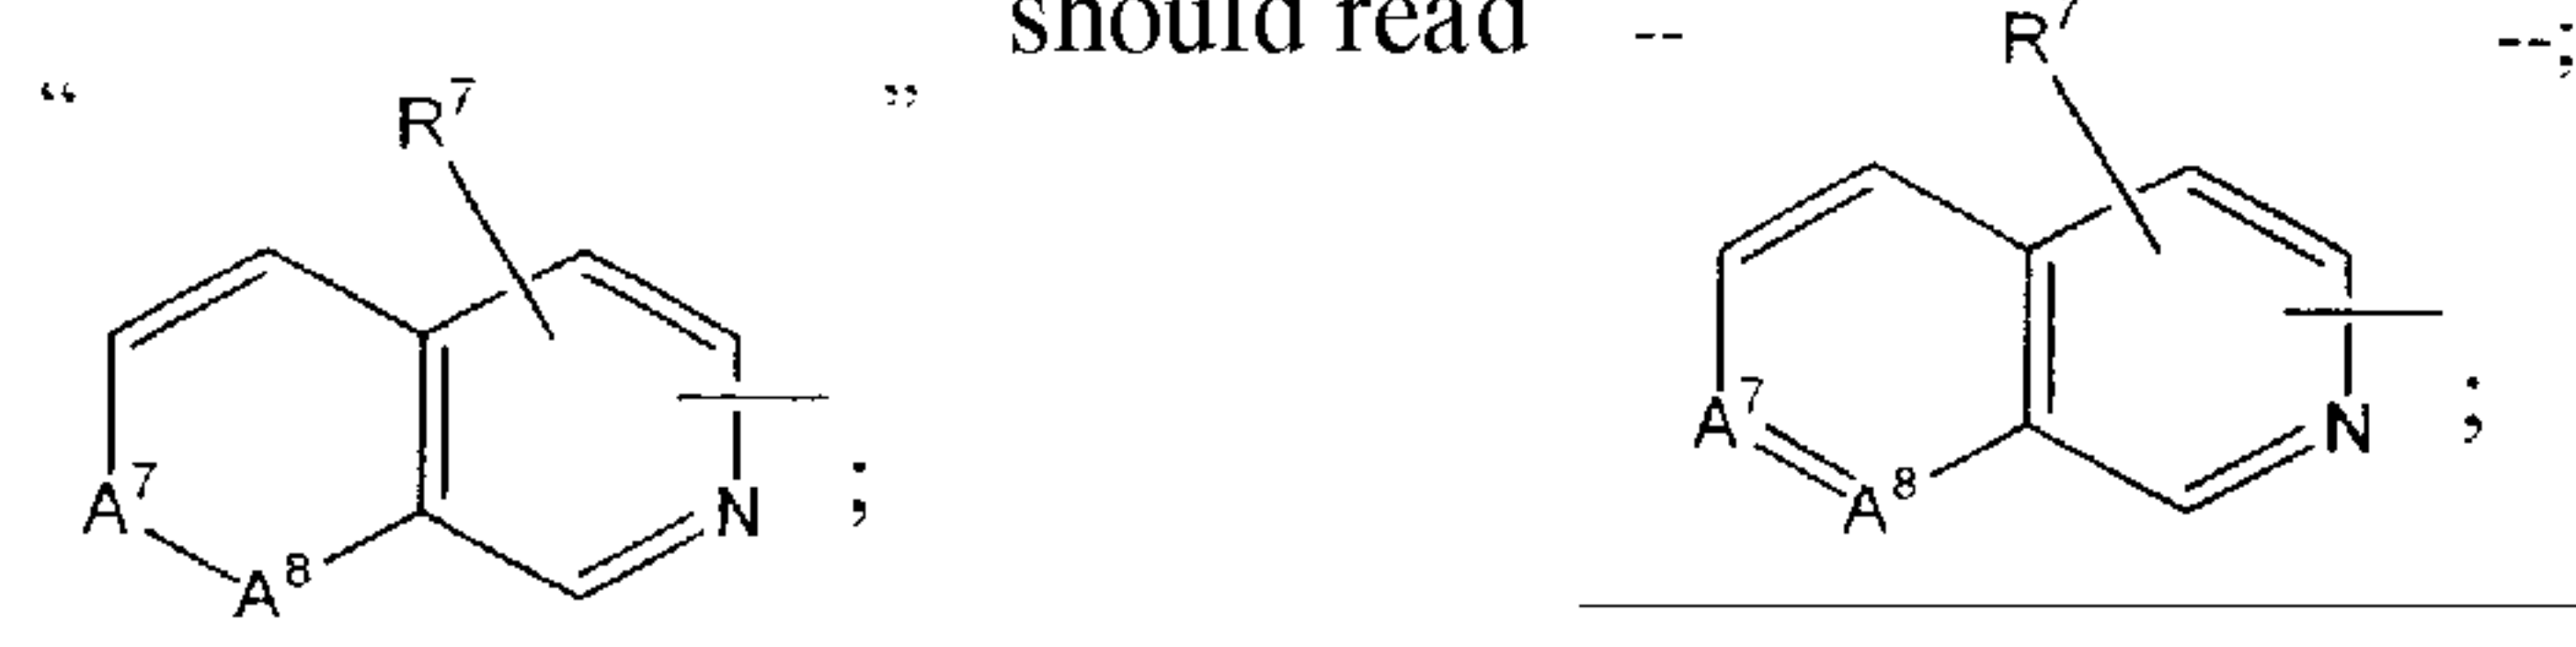 should read -- R7 --;
“ R7 ”
A7 N ;
A8
A7 N ;
A8